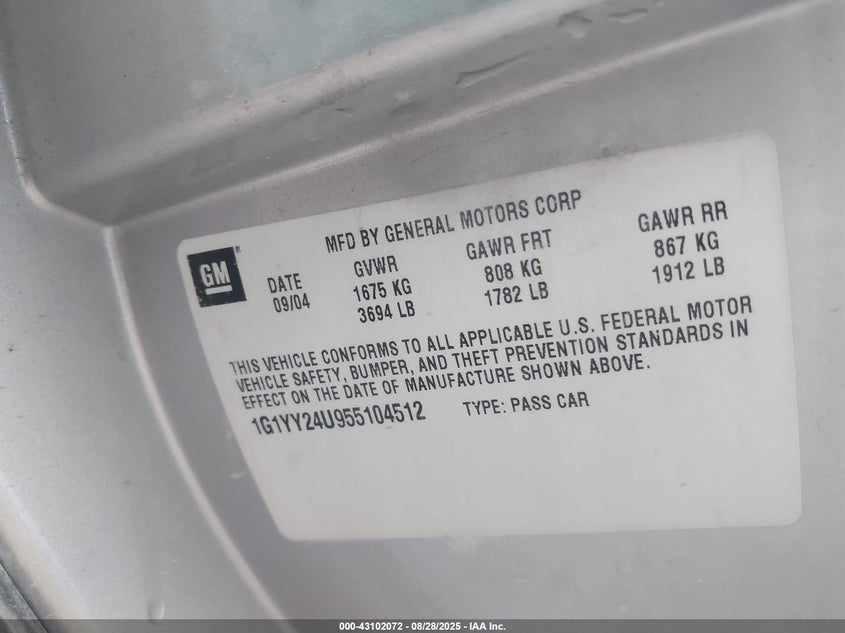 MFD BY GENERAL MOTORS CORP
GM®
DATE GVWR GAWR FRT GAWR RR
09/04 1675 KG 808 KG 867 KG
3694 LB 1782 LB 1912 LB
THIS VEHICLE CONFORMS TO ALL APPLICABLE U.S. FEDERAL MOTOR
VEHICLE SAFETY, BUMPER, AND THEFT PREVENTION STANDARDS IN
EFFECT ON THE DATE OF MANUFACTURE SHOWN ABOVE.
1G1YY24U955104512 TYPE: PASS CAR
000-43102072 - 08/28/2025 - IAA Inc.